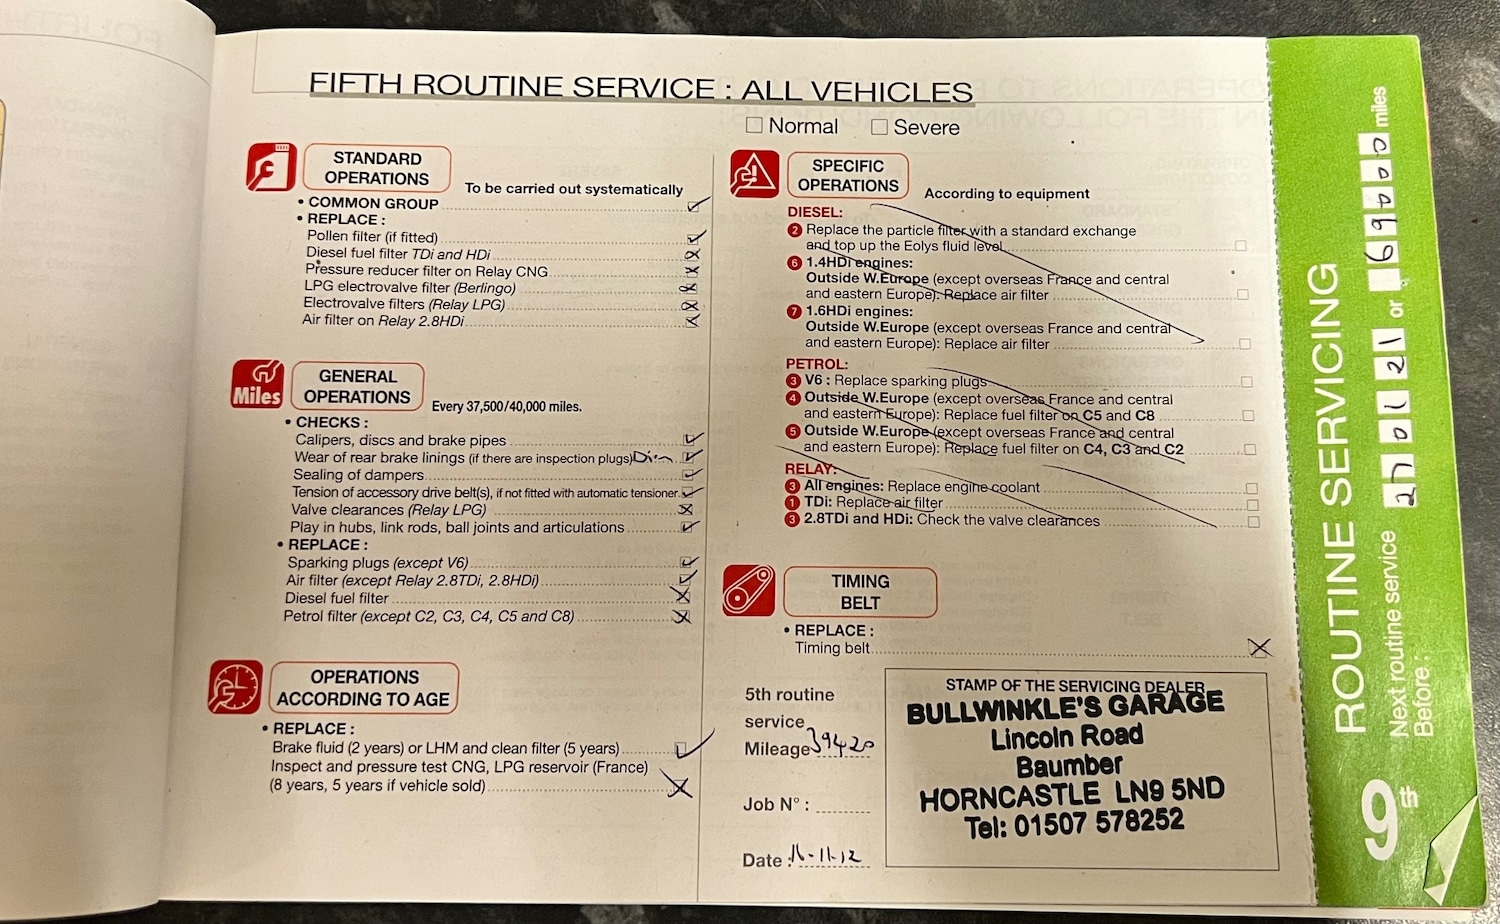 FIFTH ROUTINE SERVICE : ALL VEHICLES
Normal Severe
STANDARD
OPERATIONS
To be carried out systematically
• COMMON GROUP
• REPLACE :
Pollen filter (if fitted)
Diesel fuel filter TDi and HDi
Pressure reducer filter on Relay CNG
LPG electrovalve filter (Berlingo)
Electrovalve filters (Relay LPG)
Air filter on Relay 2.8HDi
Miles
GENERAL
OPERATIONS
Every 37,500/40,000 miles.
• CHECKS :
Calipers, discs and brake pipes
Wear of rear brake linings (if there are inspection plugs)
Sealing of dampers
Tension of accessory drive belt(s), if not fitted with automatic tensioner
Valve clearances (Relay LPG)
Play in hubs, link rods, ball joints and articulations
• REPLACE :
Sparking plugs (except V6)
Air filter (except Relay 2.8TDi, 2.8HDi)
Diesel fuel filter
Petrol filter (except C2, C3, C4, C5 and C8)
OPERATIONS
ACCORDING TO AGE
• REPLACE :
Brake fluid (2 years) or LHM and clean filter (5 years)
Inspect and pressure test CNG, LPG reservoir (France)
(8 years, 5 years if vehicle sold)
SPECIFIC
OPERATIONS
According to equipment
DIESEL:
2 Replace the particle filter with a standard exchange
and top up the Eolys fluid level
6 1.4HDi engines:
Outside W.Europe (except overseas France and central
and eastern Europe): Replace air filter
7 1.6HDi engines:
Outside W.Europe (except overseas France and central
and eastern Europe): Replace air filter
PETROL:
3 V6 : Replace sparking plugs
4 Outside W.Europe (except overseas France and central
and eastern Europe): Replace fuel filter on C5 and C8
5 Outside W.Europe (except overseas France and central
and eastern Europe): Replace fuel filter on C4, C3 and C2
RELAY:
3 All engines: Replace engine coolant
1 TDi: Replace air filter
3 2.8TDi and HDi: Check the valve clearances
TIMING
BELT
• REPLACE :
Timing belt
5th routine
service
Mileage 39420
Job N° :
Date : 16-11-12
STAMP OF THE SERVICING DEALER
BULLWINKLE'S GARAGE
Lincoln Road
Baumber
HORNCASTLE LN9 5ND
Tel: 01507 578252
ROUTINE SERVICING
Next routine service
Before : 27 01 21 or 69000 miles